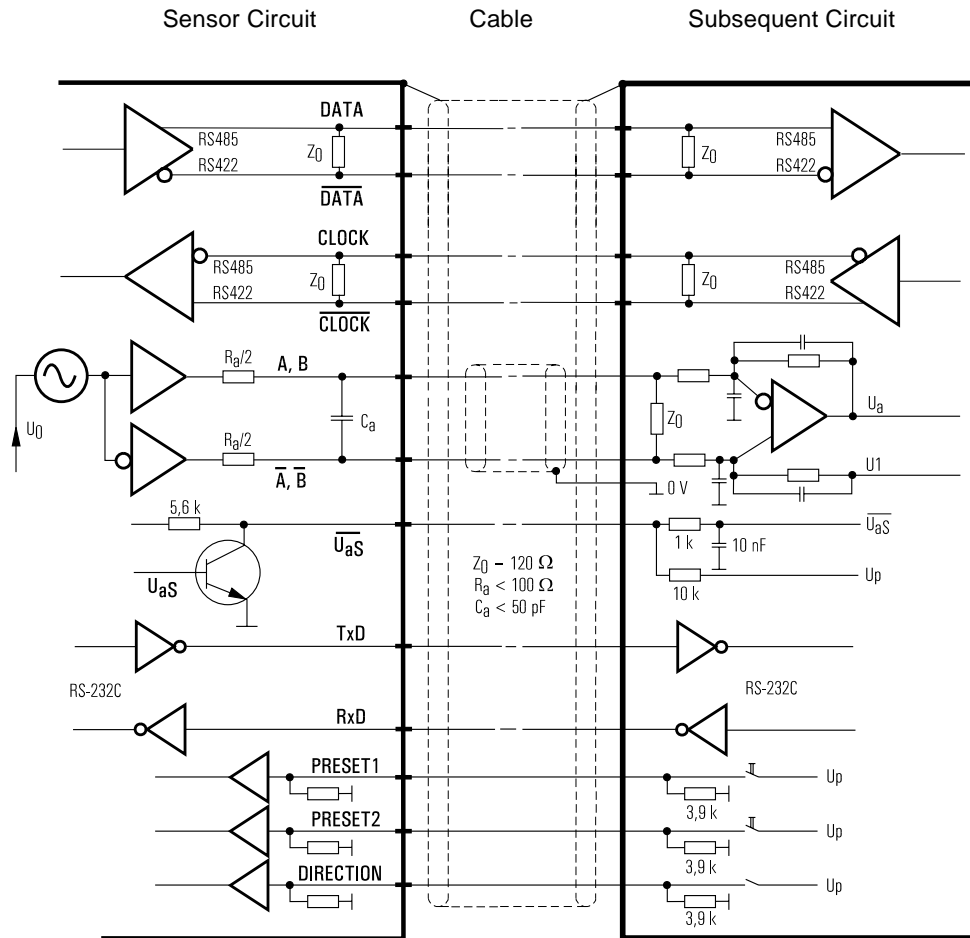 Sensor Circuit Cable Subsequent Circuit
DATA
RS485
RS422
Z0
DATA
Z0
RS485
RS422
CLOCK
RS485
RS422
Z0
CLOCK
Z0
RS485
RS422
U0
Ra/2
A, B
Ca
Ra/2
A, B
Z0
Ua
U1
0 V
5,6 k
UaS
UaS
Z0 – 120 Ω
Ra < 100 Ω
Ca < 50 pF
1 k
10 nF
UaS
10 k
Up
TxD
RS-232C
RxD
RS-232C
PRESET1
Up
3,9 k
PRESET2
Up
3,9 k
DIRECTION
Up
3,9 k